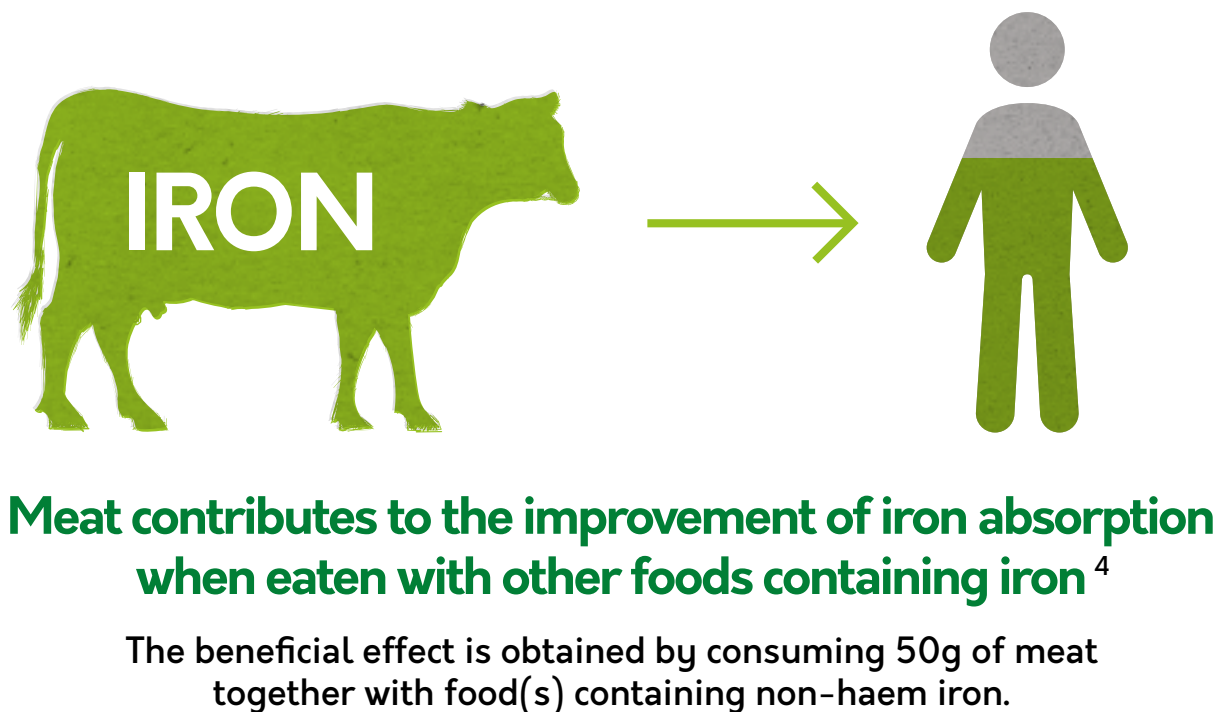 IRON
Meat contributes to the improvement of iron absorption
when eaten with other foods containing iron 4
The beneficial effect is obtained by consuming 50g of meat
together with food(s) containing non-haem iron.